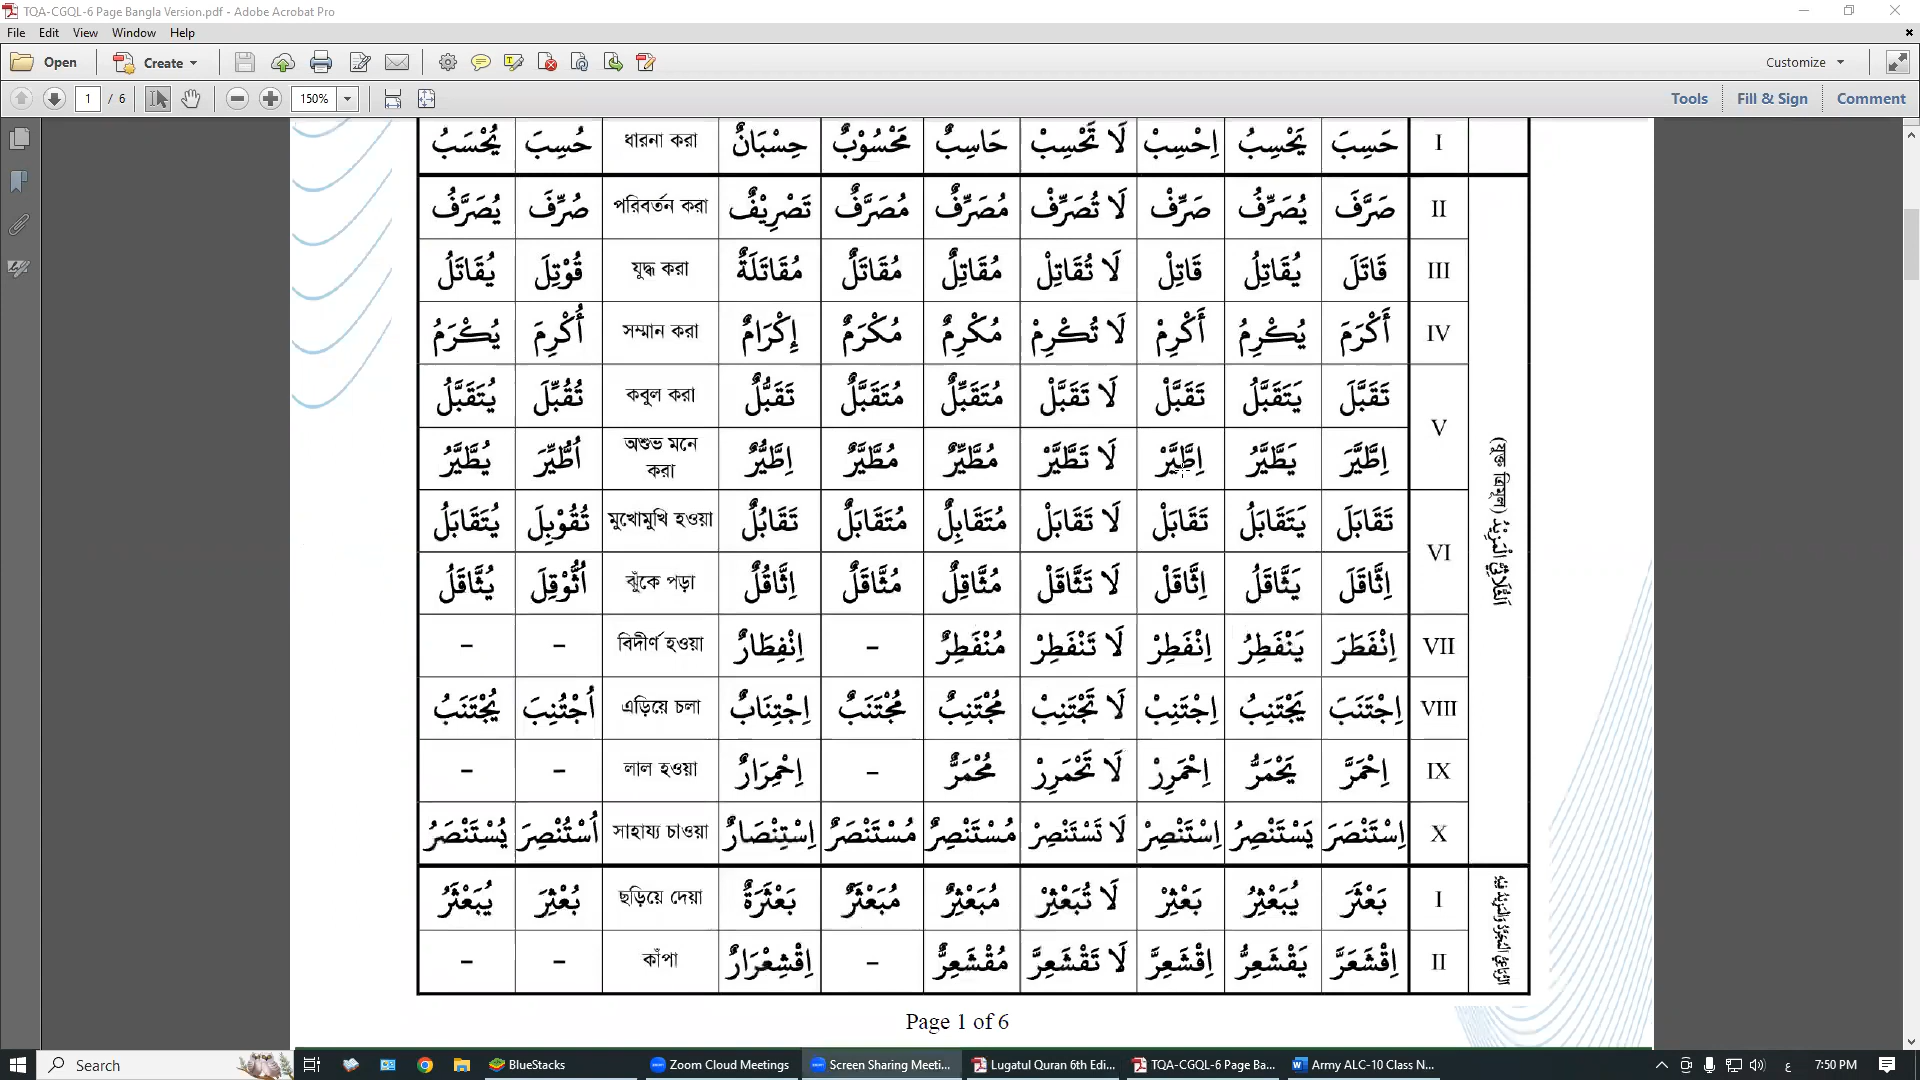 TQA-CGQL-6 Page Bangla Version.pdf - Adobe Acrobat Pro
File Edit View Window Help
Open Create Customize
1 / 6 150% Tools Fill & Sign Comment
I حَسِبَ يَحْسِبُ اِحْسِبْ لَا تَحْسِبْ حَاسِبٌ مَحْسُوْبٌ حِسْبَانٌ ধারনা করা حُسِبَ يُحْسَبُ
II صَرَّفَ يُصَرِّفُ صَرِّفْ لَا تُصَرِّفْ مُصَرِّفٌ مُصَرَّفٌ تَصْرِيْفٌ পরিবর্তন করা صُرِّفَ يُصَرَّفُ
III قَاتَلَ يُقَاتِلُ قَاتِلْ لَا تُقَاتِلْ مُقَاتِلٌ مُقَاتَلٌ مُقَاتَلَةٌ যুদ্ধ করা قُوْتِلَ يُقَاتَلُ
IV أَكْرَمَ يُكْرِمُ أَكْرِمْ لَا تُكْرِمْ مُكْرِمٌ مُكْرَمٌ إِكْرَامٌ সম্মান করা أُكْرِمَ يُكْرَمُ
V تَقَبَّلَ يَتَقَبَّلُ تَقَبَّلْ لَا تَقَبَّلْ مُتَقَبِّلٌ مُتَقَبَّلٌ تَقَبُّلٌ কবুল করা تُقُبِّلَ يُتَقَبَّلُ
اِطَّيَّرَ يَطَّيَّرُ اِطَّيَّرْ لَا تَطَّيَّرْ مُطَّيِّرٌ مُطَّيَّرٌ اِطَّيُّرٌ অশুভ মনে করা اُطُّيِّرَ يُطَّيَّرُ
VI تَقَابَلَ يَتَقَابَلُ تَقَابَلْ لَا تَقَابَلْ مُتَقَابِلٌ مُتَقَابَلٌ تَقَابُلٌ মুখোমুখি হওয়া تُقُوْبِلَ يُتَقَابَلُ
اِثَّاقَلَ يَثَّاقَلُ اِثَّاقَلْ لَا تَثَّاقَلْ مُثَّاقِلٌ مُثَّاقَلٌ اِثَّاقُلٌ ঝুঁকে পড়া اُثُّوْقِلَ يُثَّاقَلُ
VII اِنْفَطَرَ يَنْفَطِرُ اِنْفَطِرْ لَا تَنْفَطِرْ مُنْفَطِرٌ – اِنْفِطَارٌ বিদীর্ণ হওয়া – –
VIII اِجْتَنَبَ يَجْتَنِبُ اِجْتَنِبْ لَا تَجْتَنِبْ مُجْتَنِبٌ مُجْتَنَبٌ اِجْتِنَابٌ এড়িয়ে চলা اُجْتُنِبَ يُجْتَنَبُ
IX اِحْمَرَّ يَحْمَرُّ اِحْمَرِرْ لَا تَحْمَرِرْ مُحْمَرٌّ – اِحْمِرَارٌ লাল হওয়া – –
X اِسْتَنْصَرَ يَسْتَنْصِرُ اِسْتَنْصِرْ لَا تَسْتَنْصِرْ مُسْتَنْصِرٌ مُسْتَنْصَرٌ اِسْتِنْصَارٌ সাহায্য চাওয়া اُسْتُنْصِرَ يُسْتَنْصَرُ
اَلثُّلَاثِيُّ الْمَزِيْدُ (যুক্ত ত্রিমূল)
I بَعْثَرَ يُبَعْثِرُ بَعْثِرْ لَا تُبَعْثِرْ مُبَعْثِرٌ مُبَعْثَرٌ بَعْثَرَةٌ ছড়িয়ে দেয়া بُعْثِرَ يُبَعْثَرُ
II اِقْشَعَرَّ يَقْشَعِرُّ اِقْشَعِرَّ لَا تَقْشَعِرَّ مُقْشَعِرٌّ – اِقْشِعْرَارٌ কাঁপা – –
Page 1 of 6
Search BlueStacks Zoom Cloud Meetings Screen Sharing Meeti... Lugatul Quran 6th Edi... TQA-CGQL-6 Page Ba... Army ALC-10 Class N... ع 7:50 PM